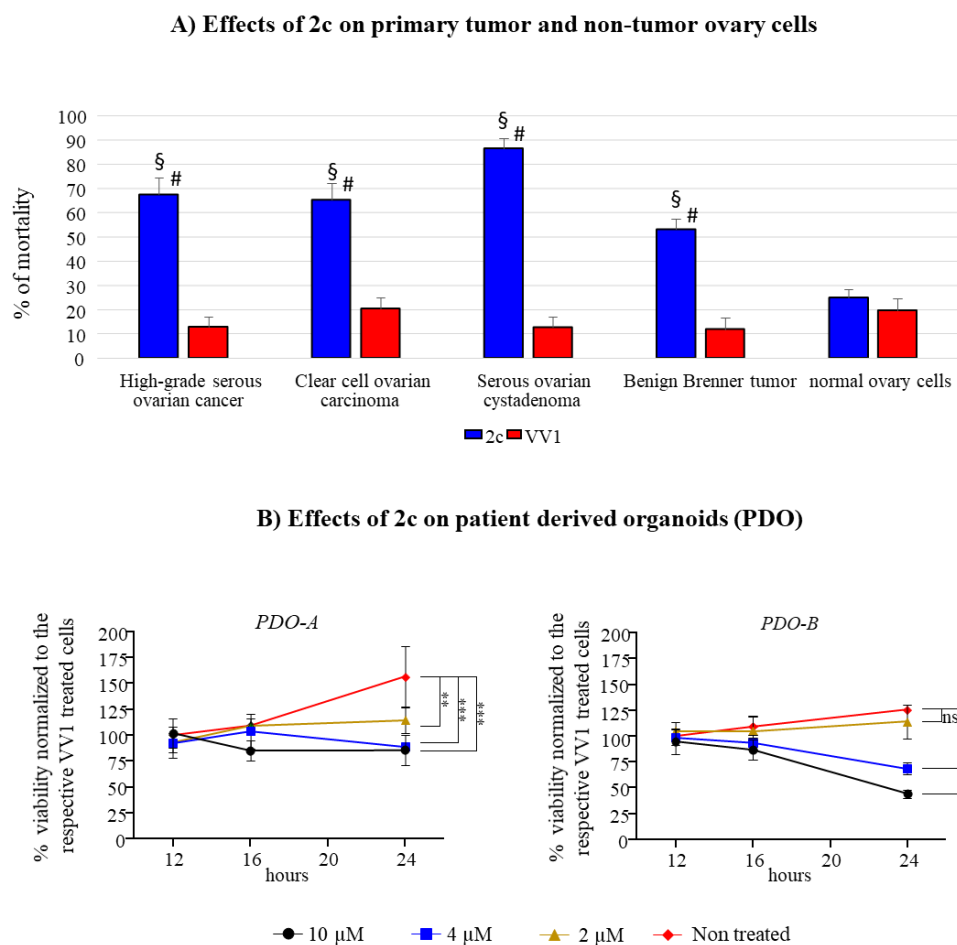 A) Effects of 2c on primary tumor and non-tumor ovary cells
% of mortality
100
90
80
70
60
50
40
30
20
10
0
§
#
§
#
§
#
§
#
High-grade serous
ovarian cancer
Clear cell ovarian
carcinoma
Serous ovarian
cystadenoma
Benign Brenner tumor
normal ovary cells
2c
VV1
B) Effects of 2c on patient derived organoids (PDO)
PDO-A
% viability normalized to the
respective VV1 treated cells
200
175
150
125
100
75
50
25
0
12
16
20
24
hours
**
***
***
PDO-B
% viability normalized to the
respective VV1 treated cells
200
175
150
125
100
75
50
25
0
12
16
20
24
hours
ns
10 µM
4 µM
2 µM
Non treated